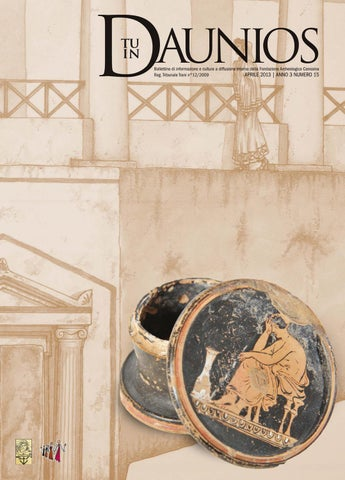 TU IN DAUNIOS
Bollettino di informazione e cultura a diffusione interna della Fondazione Archeologica Canosina
Reg. Tribunale Trani n°12/2009
APRILE 2013 | ANNO 3 NUMERO 15